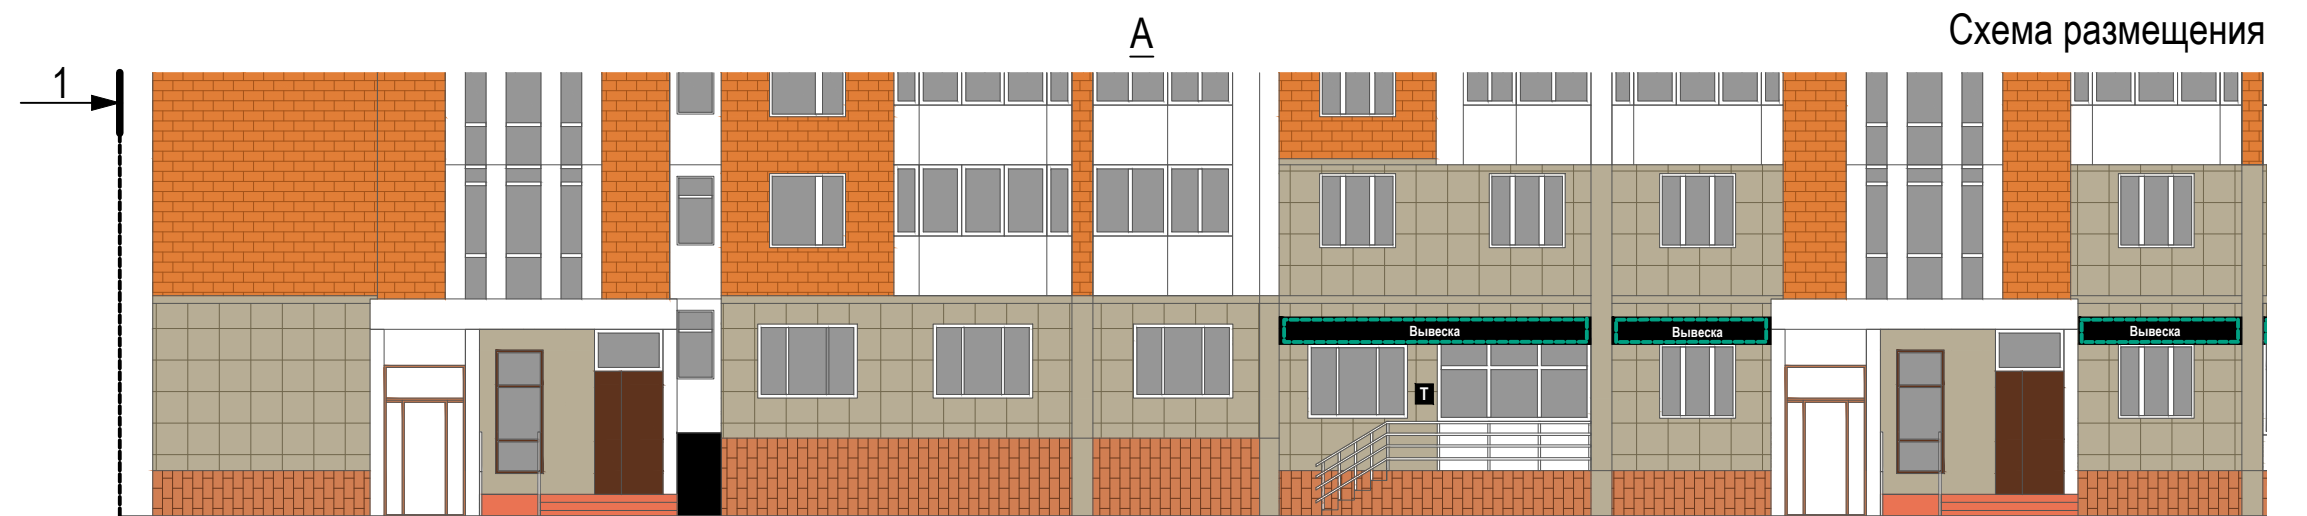 А
Схема размещения
1
Вывеска
Вывеска
Вывеска
Т